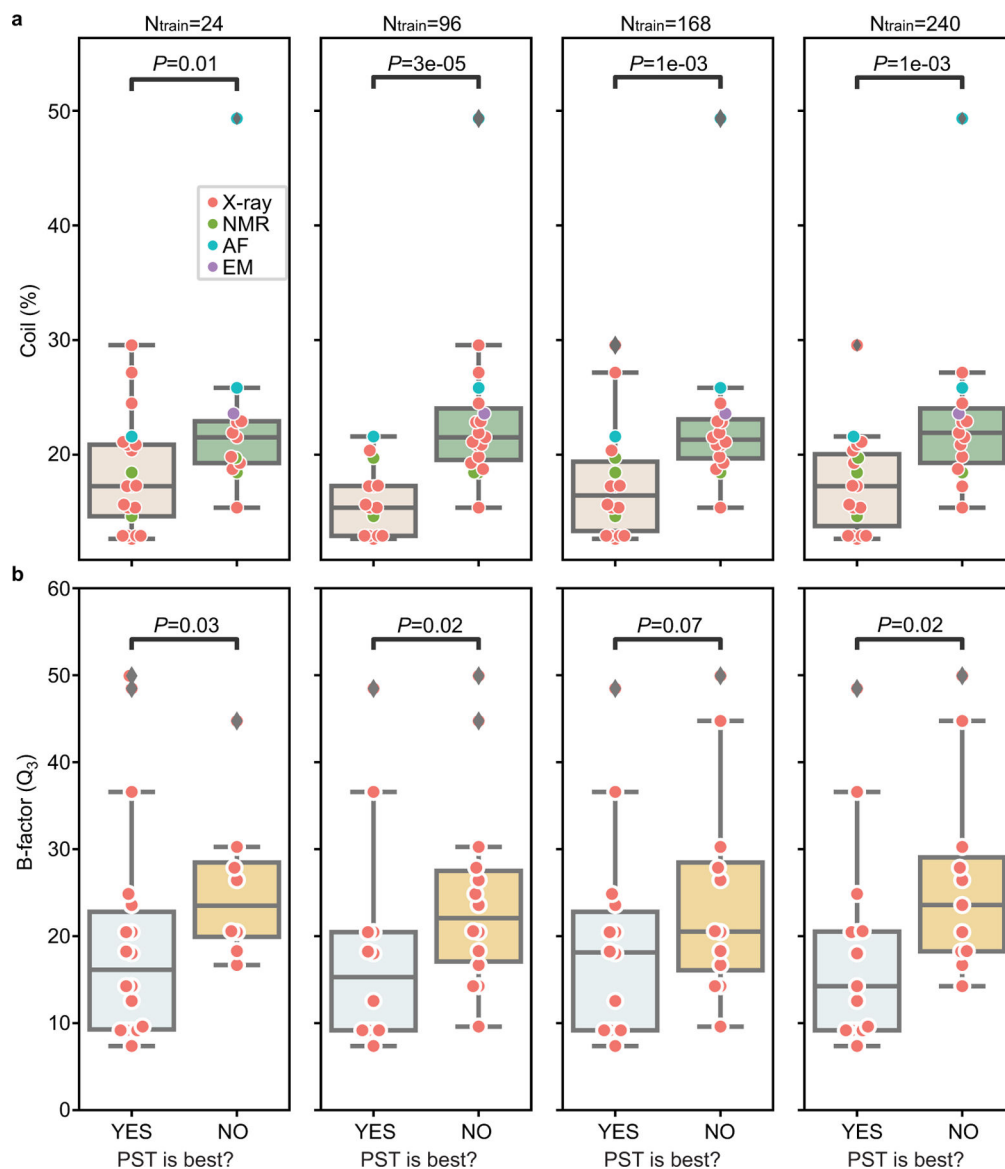 a
Ntrain=24 Ntrain=96 Ntrain=168 Ntrain=240
P=0.01 P=3e-05 P=1e-03 P=1e-03
50
40
30
20
Coil (%)
X-ray
NMR
AF
EM
b
P=0.03 P=0.02 P=0.07 P=0.02
60
50
40
30
20
10
0
B-factor (Q3)
YES NO YES NO YES NO YES NO
PST is best? PST is best? PST is best? PST is best?